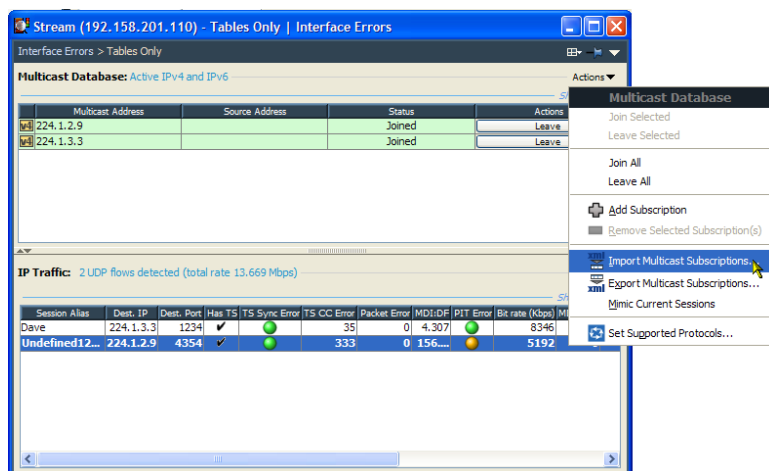 Stream (192.158.201.110) - Tables Only | Interface Errors
Interface Errors > Tables Only
Multicast Database: Active IPv4 and IPv6
Actions
Multicast Address Source Address Status Actions
v4 224.1.2.9 Joined Leave
v4 224.1.3.3 Joined Leave
Multicast Database
Join Selected
Leave Selected
Join All
Leave All
Add Subscription
Remove Selected Subscription(s)
xml Import Multicast Subscriptions...
xml Export Multicast Subscriptions...
Mimic Current Sessions
Set Supported Protocols...
IP Traffic: 2 UDP flows detected (total rate 13.669 Mbps)
Session Alias Dest. IP Dest. Port Has TS TS Sync Error TS CC Error Packet Error MDI:DF PIT Error Bit rate (Kbps)
Dave 224.1.3.3 1234 ✔ 35 0 4.307 8346
Undefined12... 224.1.2.9 4354 ✔ 333 0 156.... 5192